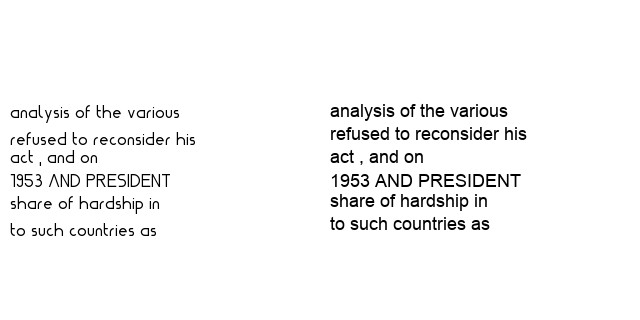 analysis of the various
refused to reconsider his
act , and on
1953 AND PRESIDENT
share of hardship in
to such countries as
analysis of the various
refused to reconsider his
act , and on
1953 AND PRESIDENT
share of hardship in
to such countries as